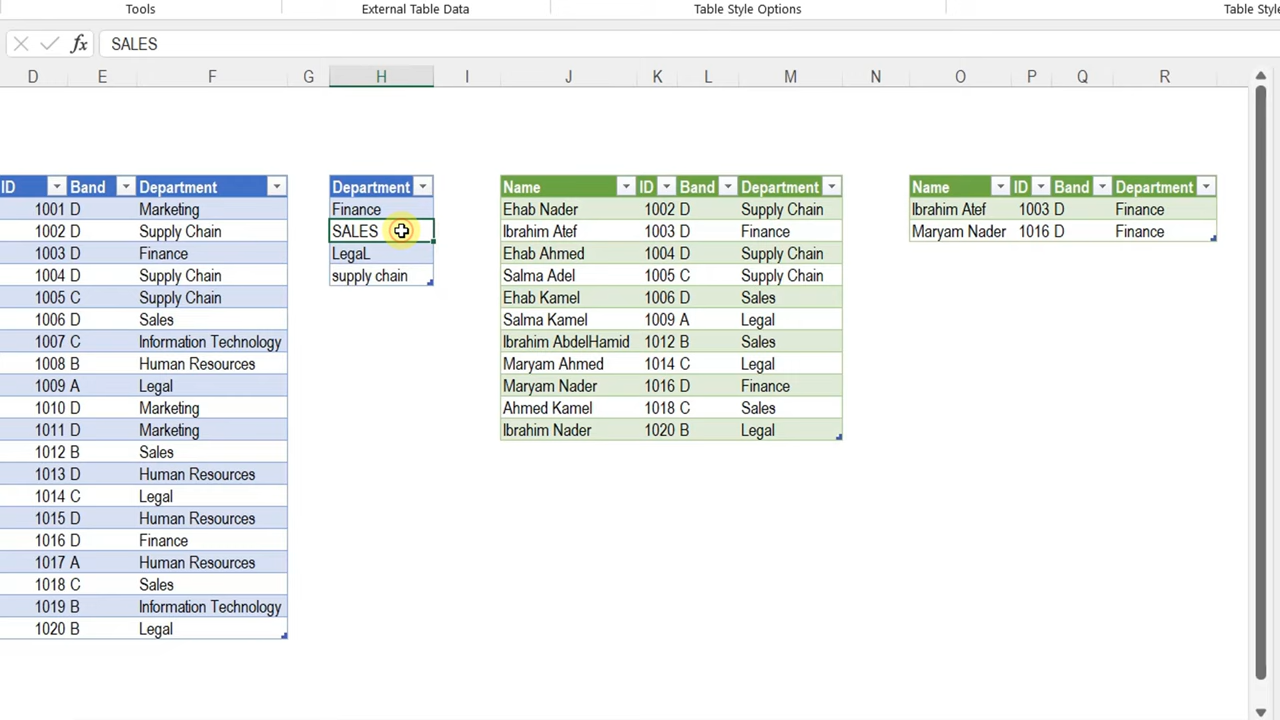 Tools External Table Data Table Style Options Table Style
fx SALES
D E F G H I J K L M N O P Q R
ID Band Department Department Name ID Band Department Name ID Band Department
1001 D Marketing Finance Ehab Nader 1002 D Supply Chain Ibrahim Atef 1003 D Finance
1002 D Supply Chain SALES Ibrahim Atef 1003 D Finance Maryam Nader 1016 D Finance
1003 D Finance LegaL Ehab Ahmed 1004 D Supply Chain
1004 D Supply Chain supply chain Salma Adel 1005 C Supply Chain
1005 C Supply Chain Ehab Kamel 1006 D Sales
1006 D Sales Salma Kamel 1009 A Legal
1007 C Information Technology Ibrahim AbdelHamid 1012 B Sales
1008 B Human Resources Maryam Ahmed 1014 C Legal
1009 A Legal Maryam Nader 1016 D Finance
1010 D Marketing Ahmed Kamel 1018 C Sales
1011 D Marketing Ibrahim Nader 1020 B Legal
1012 B Sales
1013 D Human Resources
1014 C Legal
1015 D Human Resources
1016 D Finance
1017 A Human Resources
1018 C Sales
1019 B Information Technology
1020 B Legal